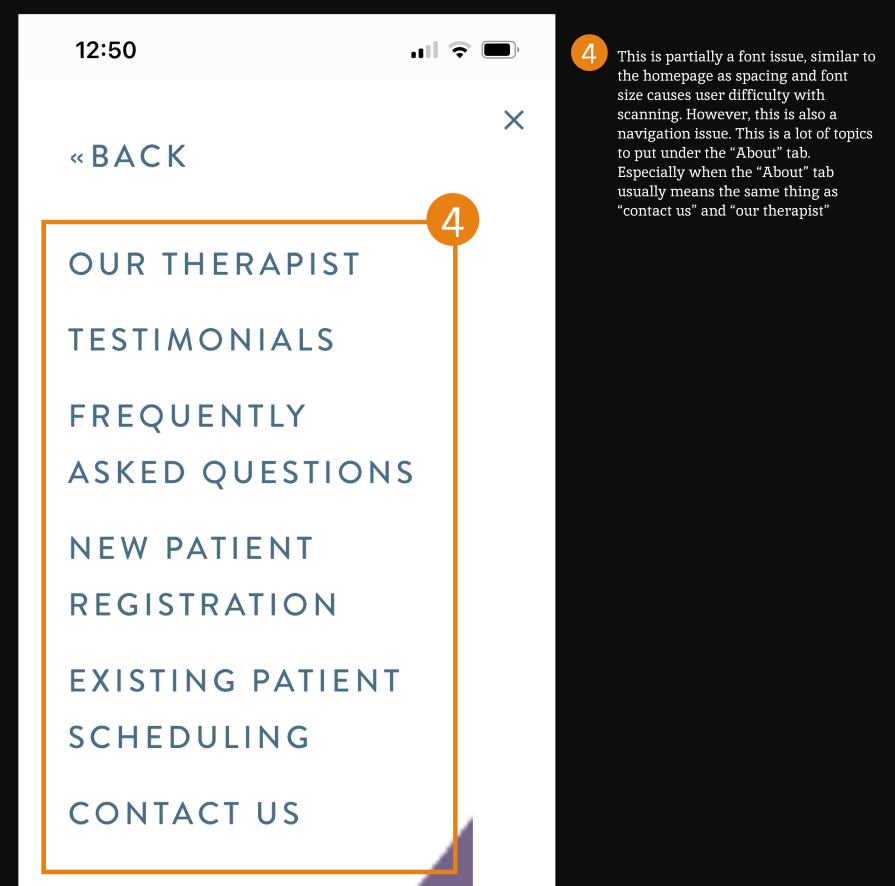 12:50
«BACK
4
OUR THERAPIST
TESTIMONIALS
FREQUENTLY
ASKED QUESTIONS
NEW PATIENT
REGISTRATION
EXISTING PATIENT
SCHEDULING
CONTACT US
4
This is partially a font issue, similar to
the homepage as spacing and font
size causes user difficulty with
scanning. However, this is also a
navigation issue. This is a lot of topics
to put under the “About” tab.
Especially when the “About” tab
usually means the same thing as
“contact us” and “our therapist”